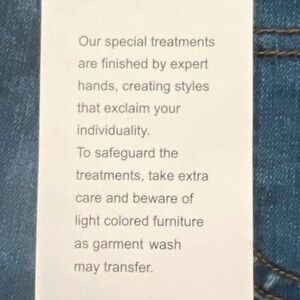 Our special treatments
are finished by expert
hands, creating styles
that exclaim your
individuality.
To safeguard the
treatments, take extra
care and beware of
light colored furniture
as garment wash
may transfer.